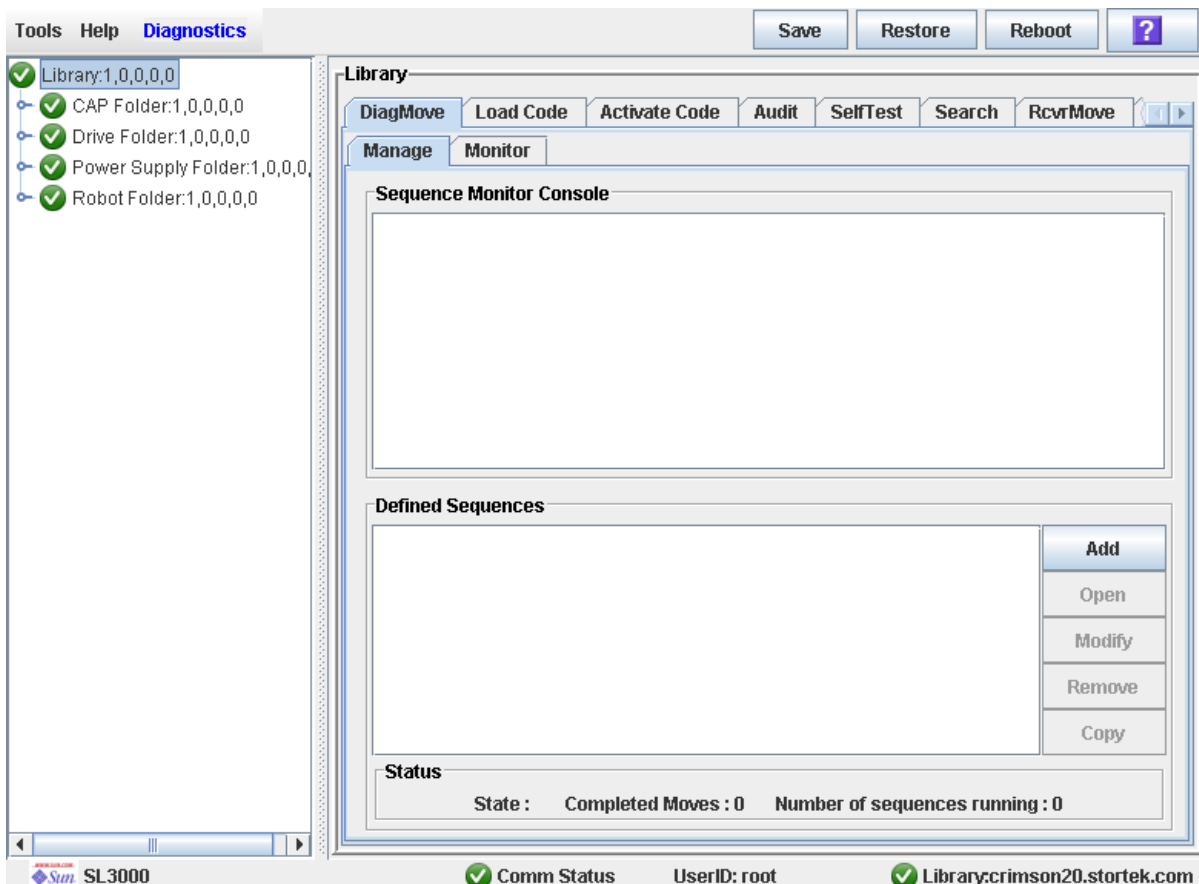 Tools Help Diagnostics Save Restore Reboot ?
Library:1,0,0,0,0
CAP Folder:1,0,0,0,0
Drive Folder:1,0,0,0,0
Power Supply Folder:1,0,0,0,
Robot Folder:1,0,0,0,0
Library
DiagMove Load Code Activate Code Audit SelfTest Search RcvrMove
Manage Monitor
Sequence Monitor Console
Defined Sequences
Add
Open
Modify
Remove
Copy
Status
State : Completed Moves : 0 Number of sequences running : 0
Sun SL3000 Comm Status UserID: root Library:crimson20.stortek.com